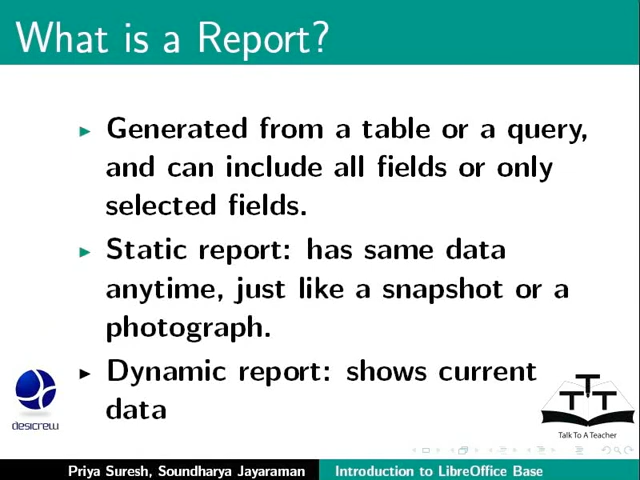 What is a Report?
Generated from a table or a query,
and can include all fields or only
selected fields.
Static report: has same data
anytime, just like a snapshot or a
photograph.
Dynamic report: shows current
data
desicrew
TTT
Talk To A Teacher
Priya Suresh, Soundharya Jayaraman
Introduction to LibreOffice Base